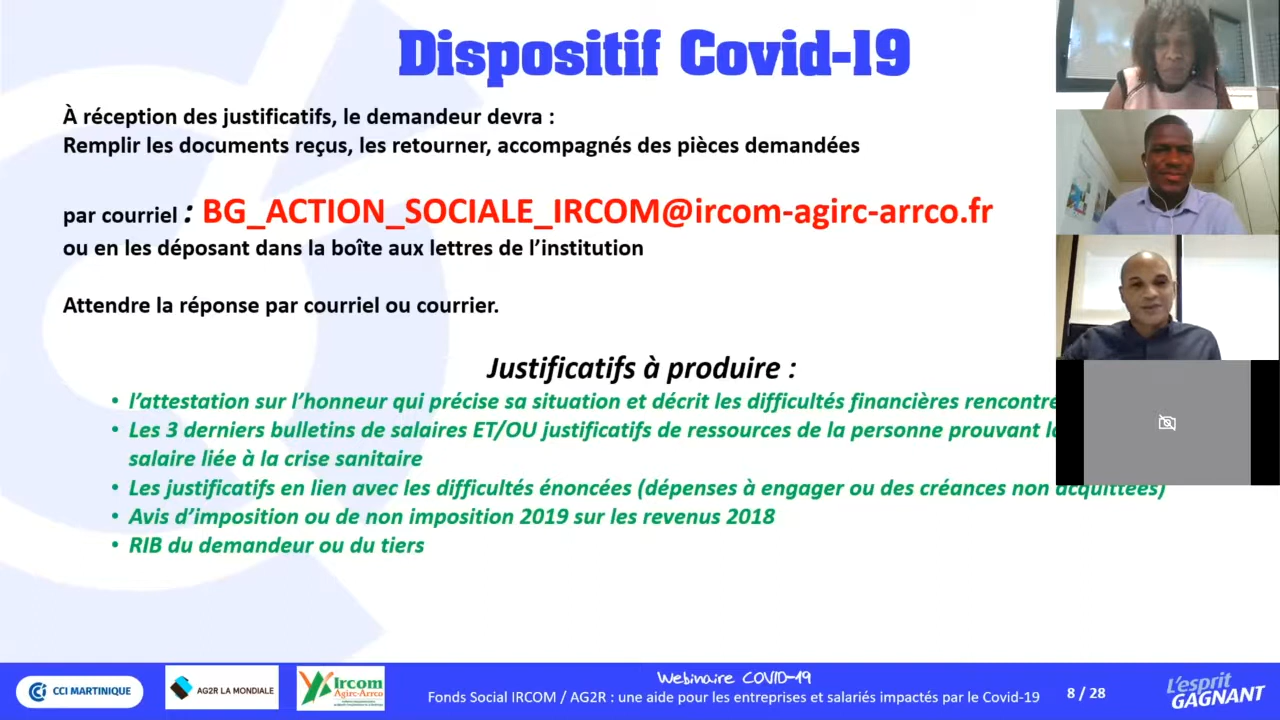 Dispositif Covid-19
À réception des justificatifs, le demandeur devra :
Remplir les documents reçus, les retourner, accompagnés des pièces demandées
par courriel : BG_ACTION_SOCIALE_IRCOM@ircom-agirc-arrco.fr
ou en les déposant dans la boîte aux lettres de l'institution
Attendre la réponse par courriel ou courrier.
Justificatifs à produire :
• l'attestation sur l'honneur qui précise sa situation et décrit les difficultés financières
• Les 3 derniers bulletins de salaires ET/OU justificatifs de ressources de la personne prouvant
salaire liée à la crise sanitaire
• Les justificatifs en lien avec les difficultés énoncées (dépenses à engager ou des créances non acquittées)
• Avis d'imposition ou de non imposition 2019 sur les revenus 2018
• RIB du demandeur ou du tiers
CCI MARTINIQUE
AG2R LA MONDIALE
Ircom
Agirc-Arrco
Webinaire COVID-19
Fonds Social IRCOM / AG2R : une aide pour les entreprises et salariés impactés par le Covid-19
8 / 28
L'esprit
GAGNANT